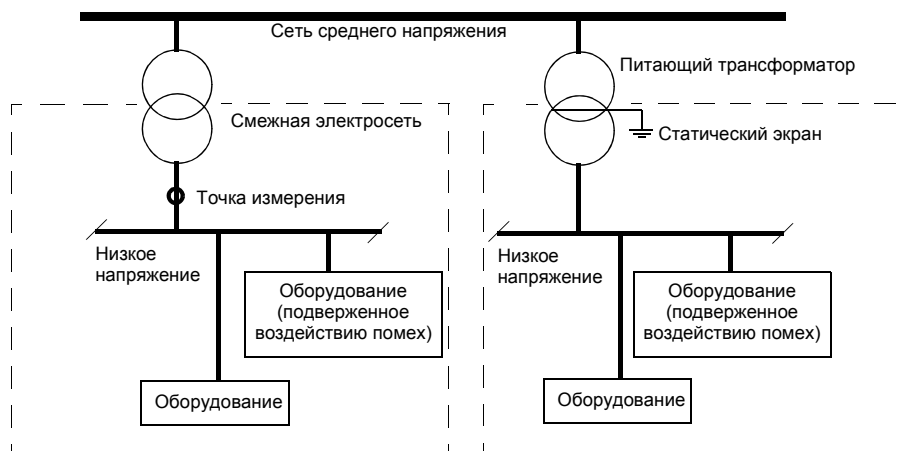 Сеть среднего напряжения
Питающий трансформатор
Смежная электросеть
Статический экран
Точка измерения
Низкое
напряжение
Оборудование
(подверженное
воздействию помех)
Оборудование
Низкое
напряжение
Оборудование
(подверженное
воздействию помех)
Оборудование